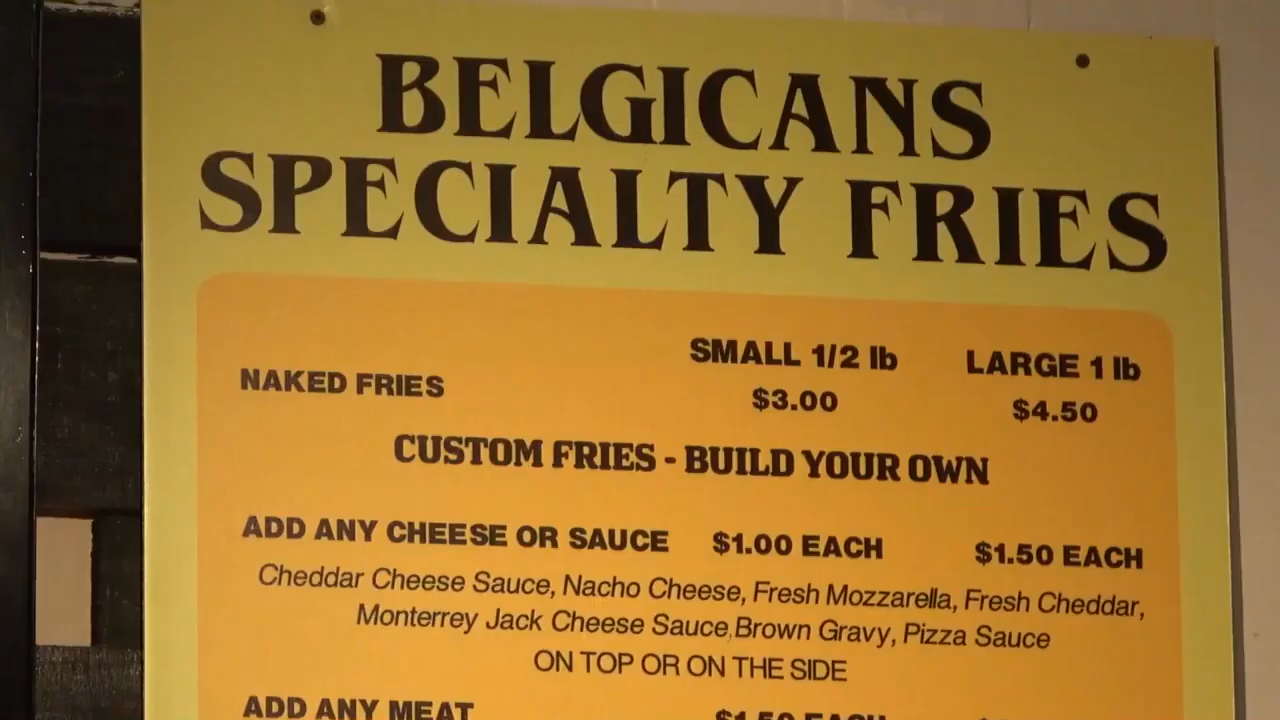 BELGICANS
SPECIALTY FRIES
SMALL 1/2 lb LARGE 1 lb
NAKED FRIES $3.00 $4.50
CUSTOM FRIES - BUILD YOUR OWN
ADD ANY CHEESE OR SAUCE $1.00 EACH $1.50 EACH
Cheddar Cheese Sauce, Nacho Cheese, Fresh Mozzarella, Fresh Cheddar,
Monterrey Jack Cheese Sauce, Brown Gravy, Pizza Sauce
ON TOP OR ON THE SIDE
ADD ANY MEAT $1.50 EACH